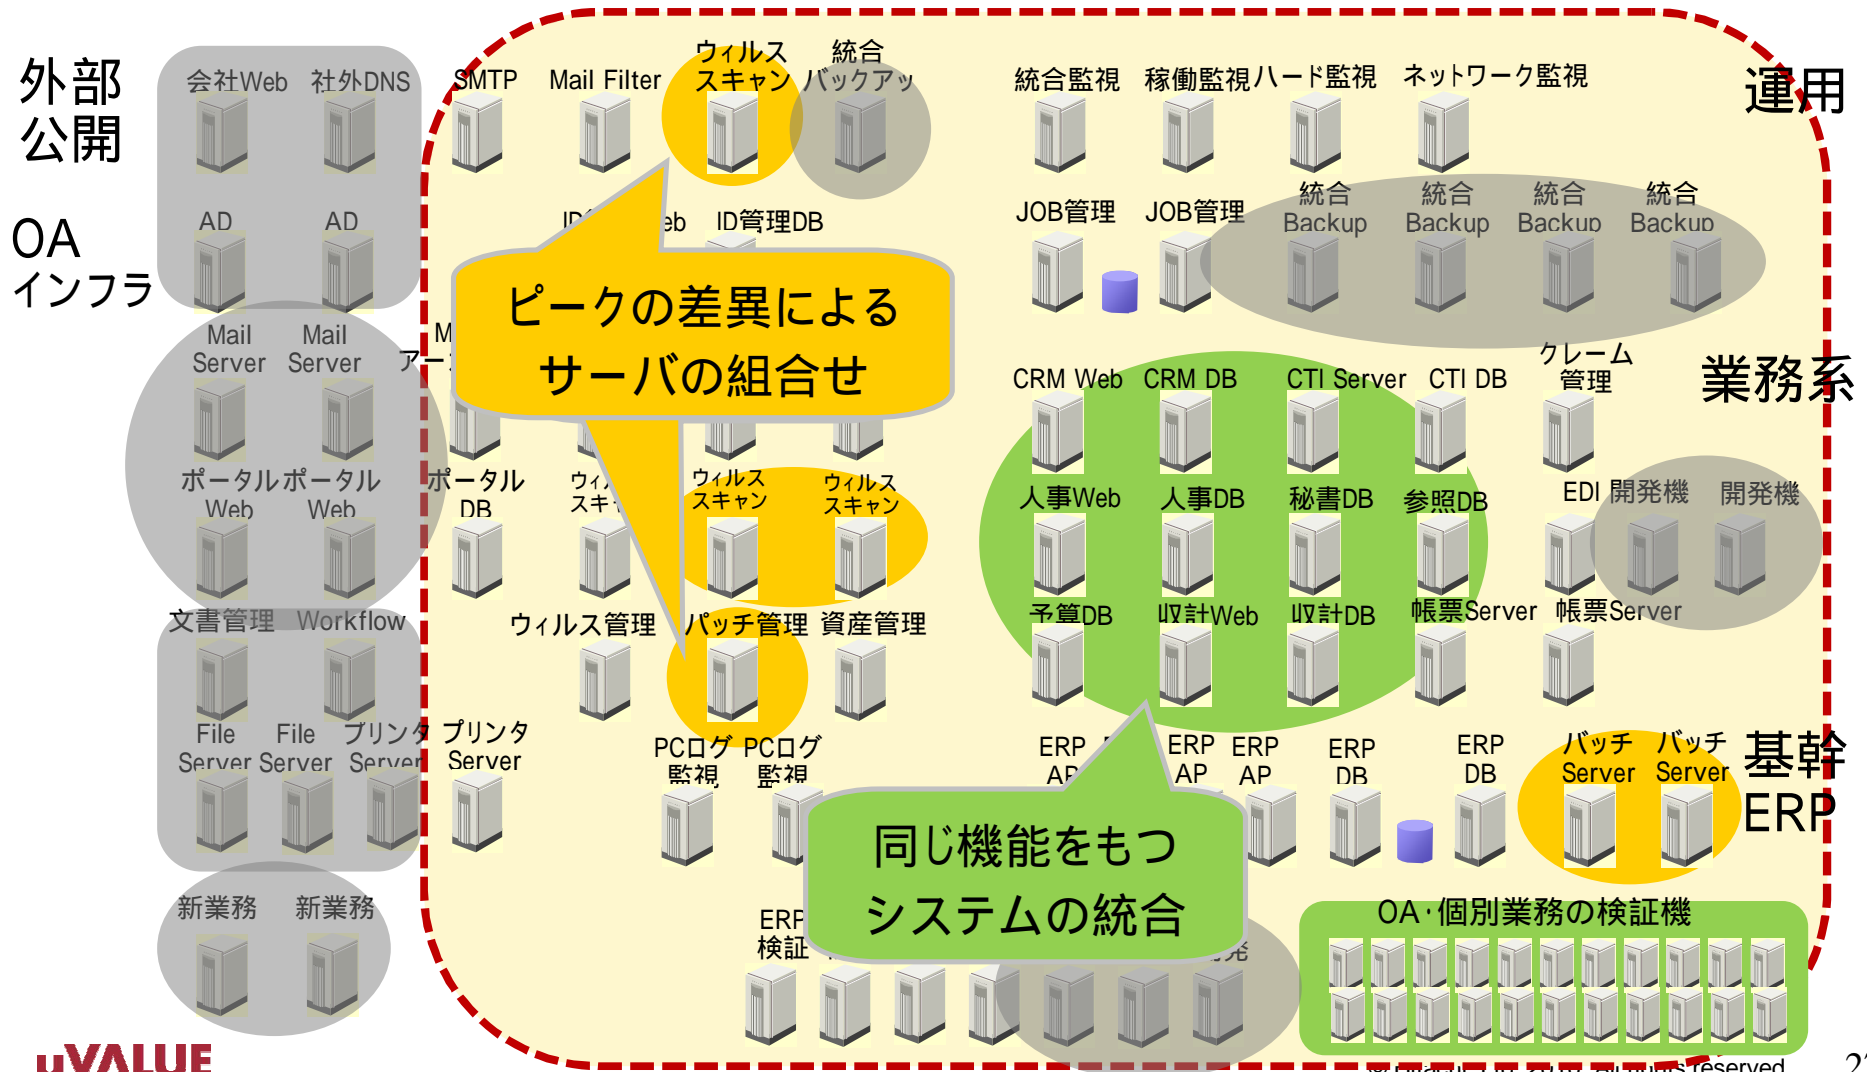 外部
公開
会社Web
社外DNS
SMTP
Mail Filter
ウィルス
スキャン
統合
バックアッ
統合監視
稼働監視
ハード監視
ネットワーク監視
運用
OA
インフラ
AD
AD
ID管理DB
JOB管理
JOB管理
統合
Backup
統合
Backup
統合
Backup
統合
Backup
ピークの差異による
サーバの組合せ
Mail
Server
Mail
Server
CRM Web
CRM DB
CTI Server
CTI DB
クレーム
管理
業務系
ポータル
Web
ポータル
Web
ポータル
DB
ウィルス
スキャン
ウィルス
スキャン
人事Web
人事DB
秘書DB
参照DB
EDI
開発機
開発機
文書管理
Workflow
ウィルス管理
パッチ管理
資産管理
予算DB
収計Web
収計DB
帳票Server
帳票Server
File
Server
File
Server
プリンタ
Server
プリンタ
Server
PCログ
監視
PCログ
監視
ERP
AP
ERP
AP
ERP
AP
ERP
DB
ERP
DB
バッチ
Server
バッチ
Server
基幹
ERP
同じ機能をもつ
システムの統合
新業務
新業務
ERP
検証
OA・個別業務の検証機
uVALUE
reserved